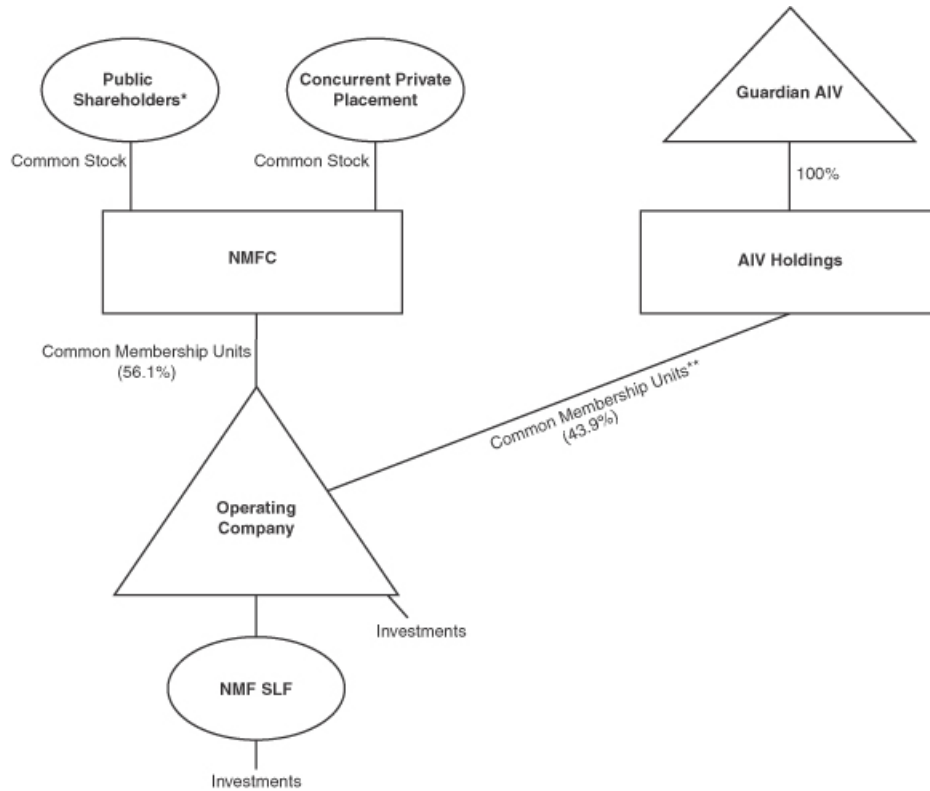 Public
Shareholders*
Concurrent Private
Placement
Guardian AIV
Common Stock
Common Stock
100%
NMFC
AIV Holdings
Common Membership Units
(56.1%)
Common Membership Units**
(43.9%)
Operating
Company
Investments
NMF SLF
Investments